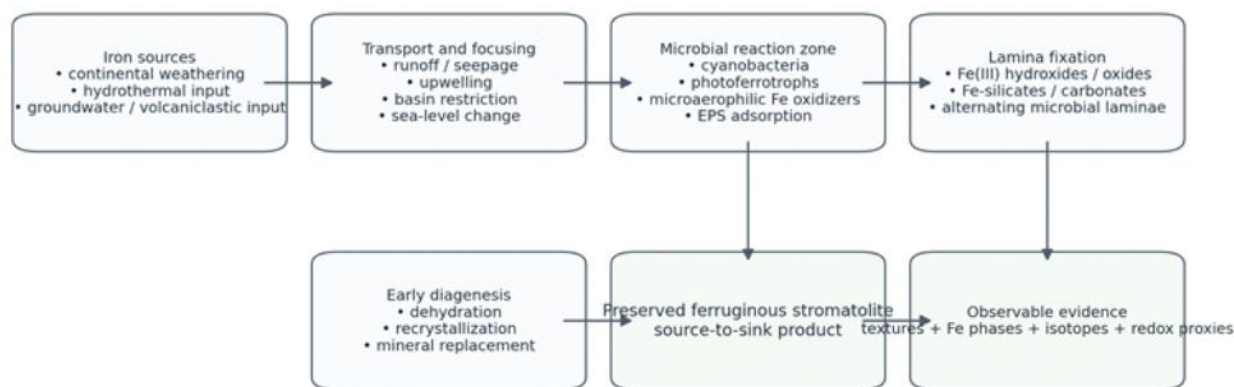 Iron sources
• continental weathering
• hydrothermal input
• groundwater / volcaniclastic input
Transport and focusing
• runoff / seepage
• upwelling
• basin restriction
• sea-level change
Microbial reaction zone
• cyanobacteria
• photoferrotrophs
• microaerophilic Fe oxidizers
• EPS adsorption
Lamina fixation
• Fe(III) hydroxides / oxides
• Fe-silicates / carbonates
• alternating microbial laminae
Early diagenesis
• dehydration
• recrystallization
• mineral replacement
Preserved ferruginous stromatolite
source-to-sink product
Observable evidence
textures + Fe phases + isotopes + redox proxies